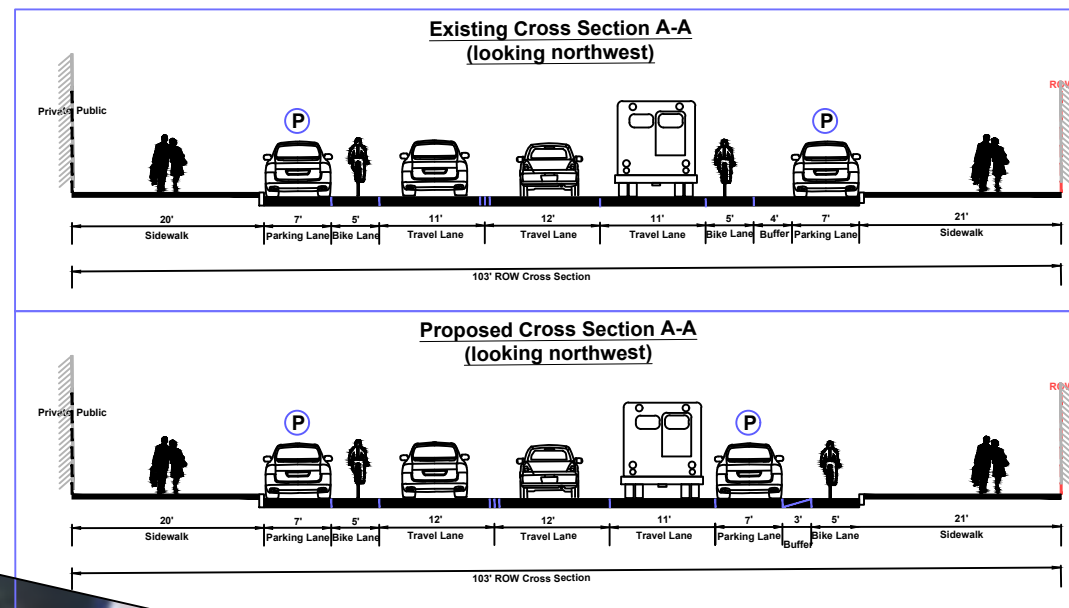 Existing Cross Section A-A
(looking northwest)
ROW
Private Public
P P
20' 7' 5' 11' 12' 11' 5' 4' 7' 21'
Sidewalk Parking Lane Bike Lane Travel Lane Travel Lane Travel Lane Bike Lane Buffer Parking Lane Sidewalk
103' ROW Cross Section
Proposed Cross Section A-A
(looking northwest)
ROW
Private Public
P P
20' 7' 5' 12' 12' 11' 7' 3' 5' 21'
Sidewalk Parking Lane Bike Lane Travel Lane Travel Lane Travel Lane Parking Lane Buffer Bike Lane Sidewalk
103' ROW Cross Section